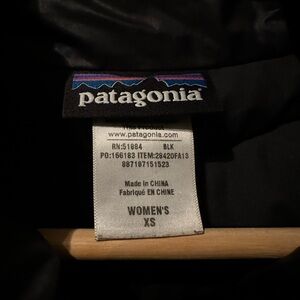 patagonia
www.patagonia.com
RN:51884 BLK
PO:166183 ITEM:28420FA13
887187151523
Made in CHINA
Fabriqué EN CHINE
WOMEN'S
XS